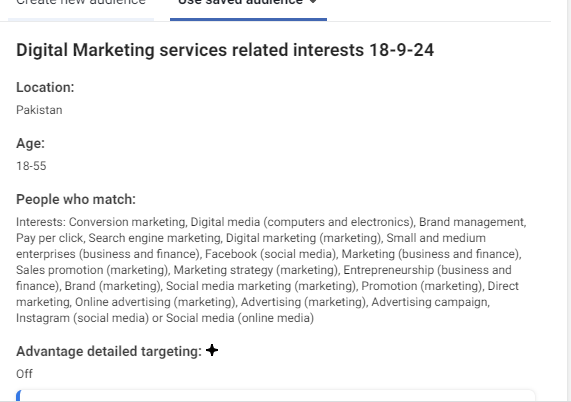 Create new audience Use saved audience
Digital Marketing services related interests 18-9-24
Location:
Pakistan
Age:
18-55
People who match:
Interests: Conversion marketing, Digital media (computers and electronics), Brand management,
Pay per click, Search engine marketing, Digital marketing (marketing), Small and medium
enterprises (business and finance), Facebook (social media), Marketing (business and finance),
Sales promotion (marketing), Marketing strategy (marketing), Entrepreneurship (business and
finance), Brand (marketing), Social media marketing (marketing), Promotion (marketing), Direct
marketing, Online advertising (marketing), Advertising (marketing), Advertising campaign,
Instagram (social media) or Social media (online media)
Advantage detailed targeting:
Off